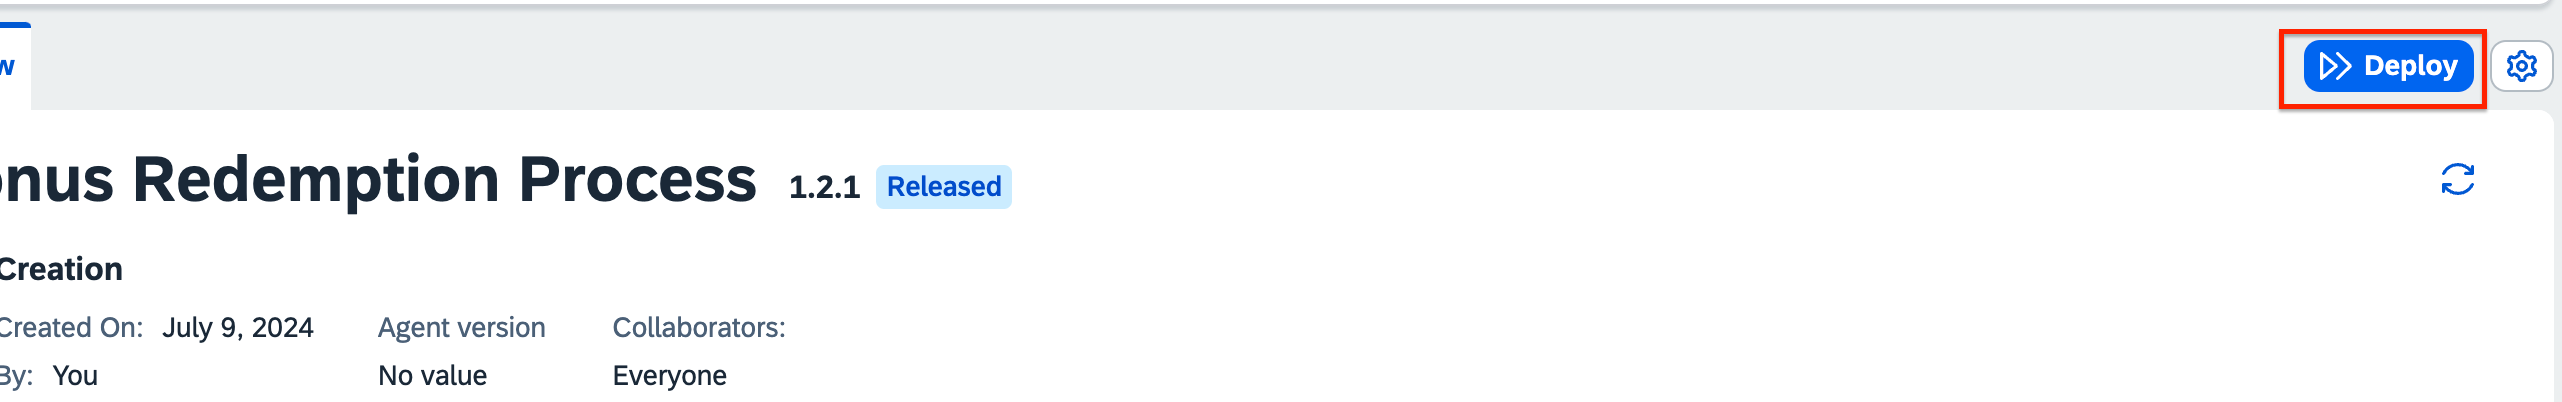 w
Deploy
onus Redemption Process 1.2.1 Released
Creation
Created On: July 9, 2024 Agent version Collaborators:
By: You No value Everyone